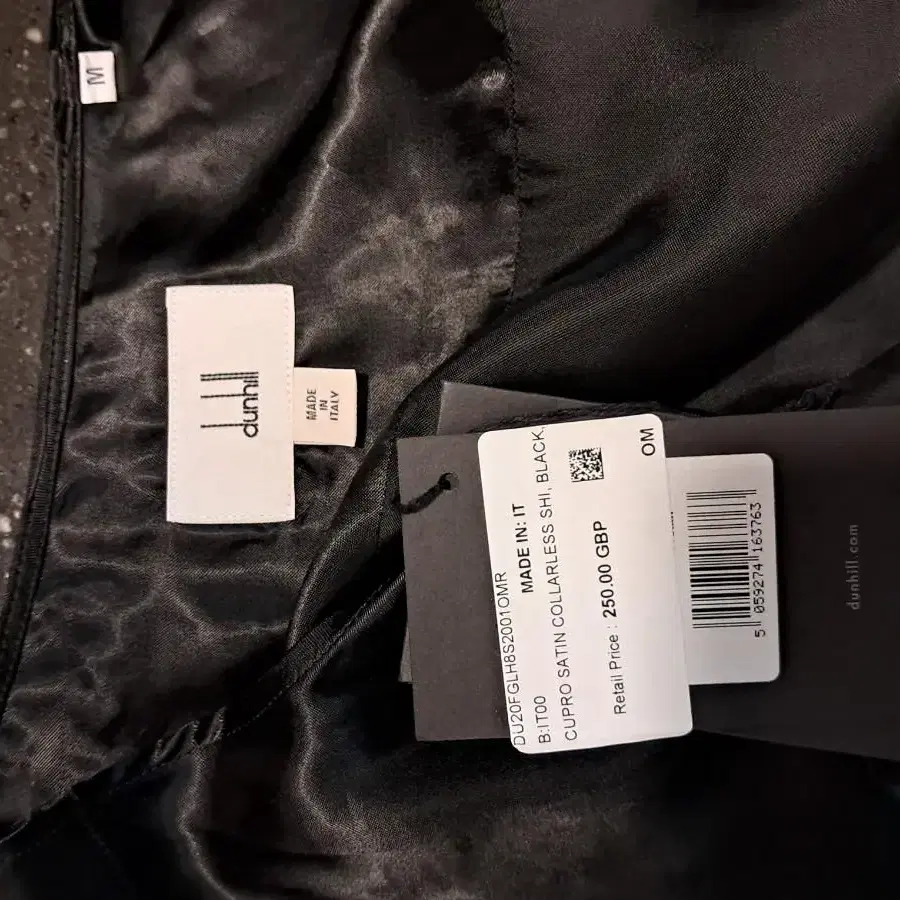 M
dunhill
MADE
IN
ITALY
DU20FGLH8S2001OMR
MADE IN: IT
B:IT00
CUPRO SATIN COLLARLESS SHI, BLACK,
Retail Price : 250.00 GBP
OM
5 059274 163763
dunhill.com